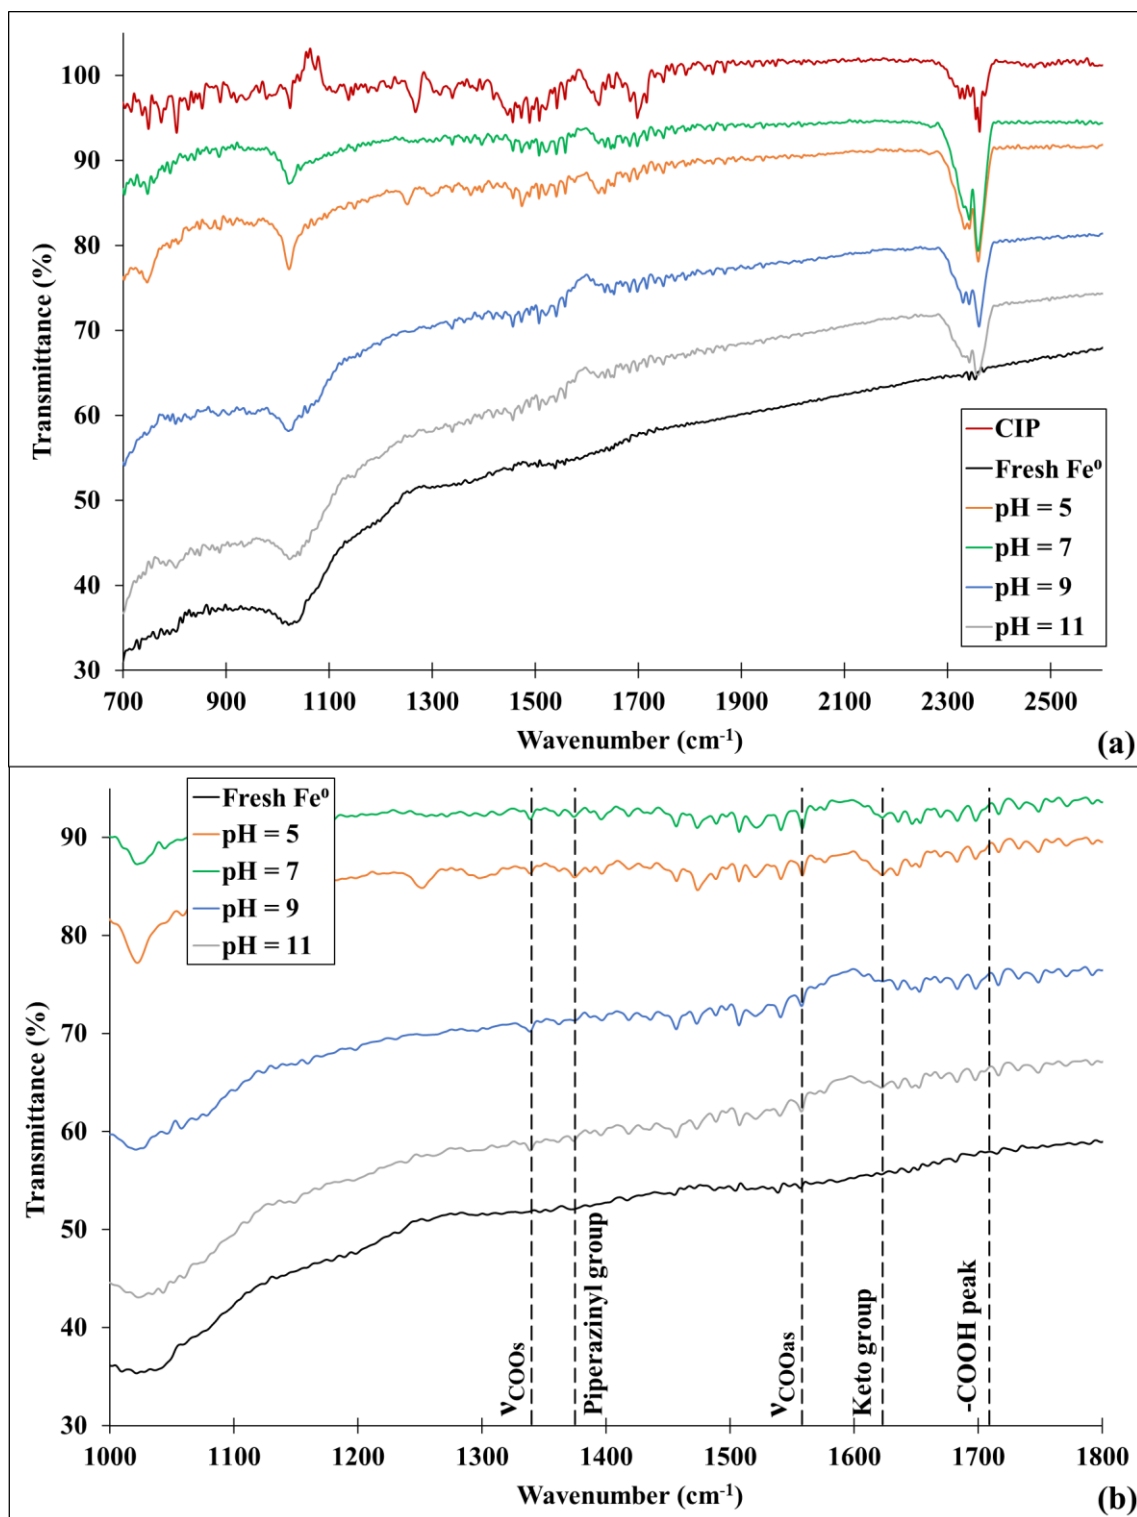 100
90
80
70
60
50
40
30
Transmittance (%)
CIP
Fresh Fe⁰
pH = 5
pH = 7
pH = 9
pH = 11
700 900 1100 1300 1500 1700 1900 2100 2300 2500
Wavenumber (cm⁻¹)
(a)
Fresh Fe⁰
pH = 5
pH = 7
pH = 9
pH = 11
90
80
70
60
50
40
30
Transmittance (%)
νCOOs
Piperazinyl group
νCOOas
Keto group
-COOH peak
1000 1100 1200 1300 1400 1500 1600 1700 1800
Wavenumber (cm⁻¹)
(b)